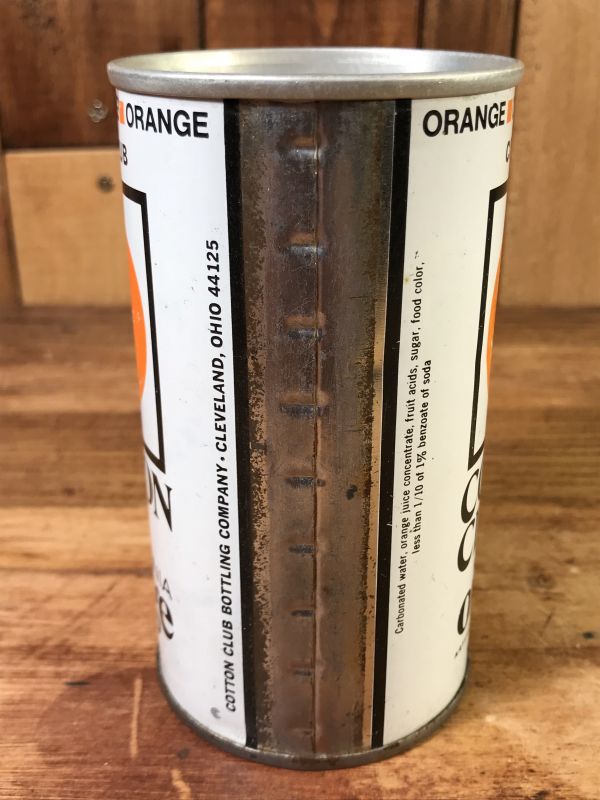 ORANGE
ORANGE
COTTON CLUB BOTTLING COMPANY • CLEVELAND, OHIO 44125
Carbonated water, orange juice concentrate, fruit acids, sugar, food color,
less than 1/10 of 1% benzoate of soda